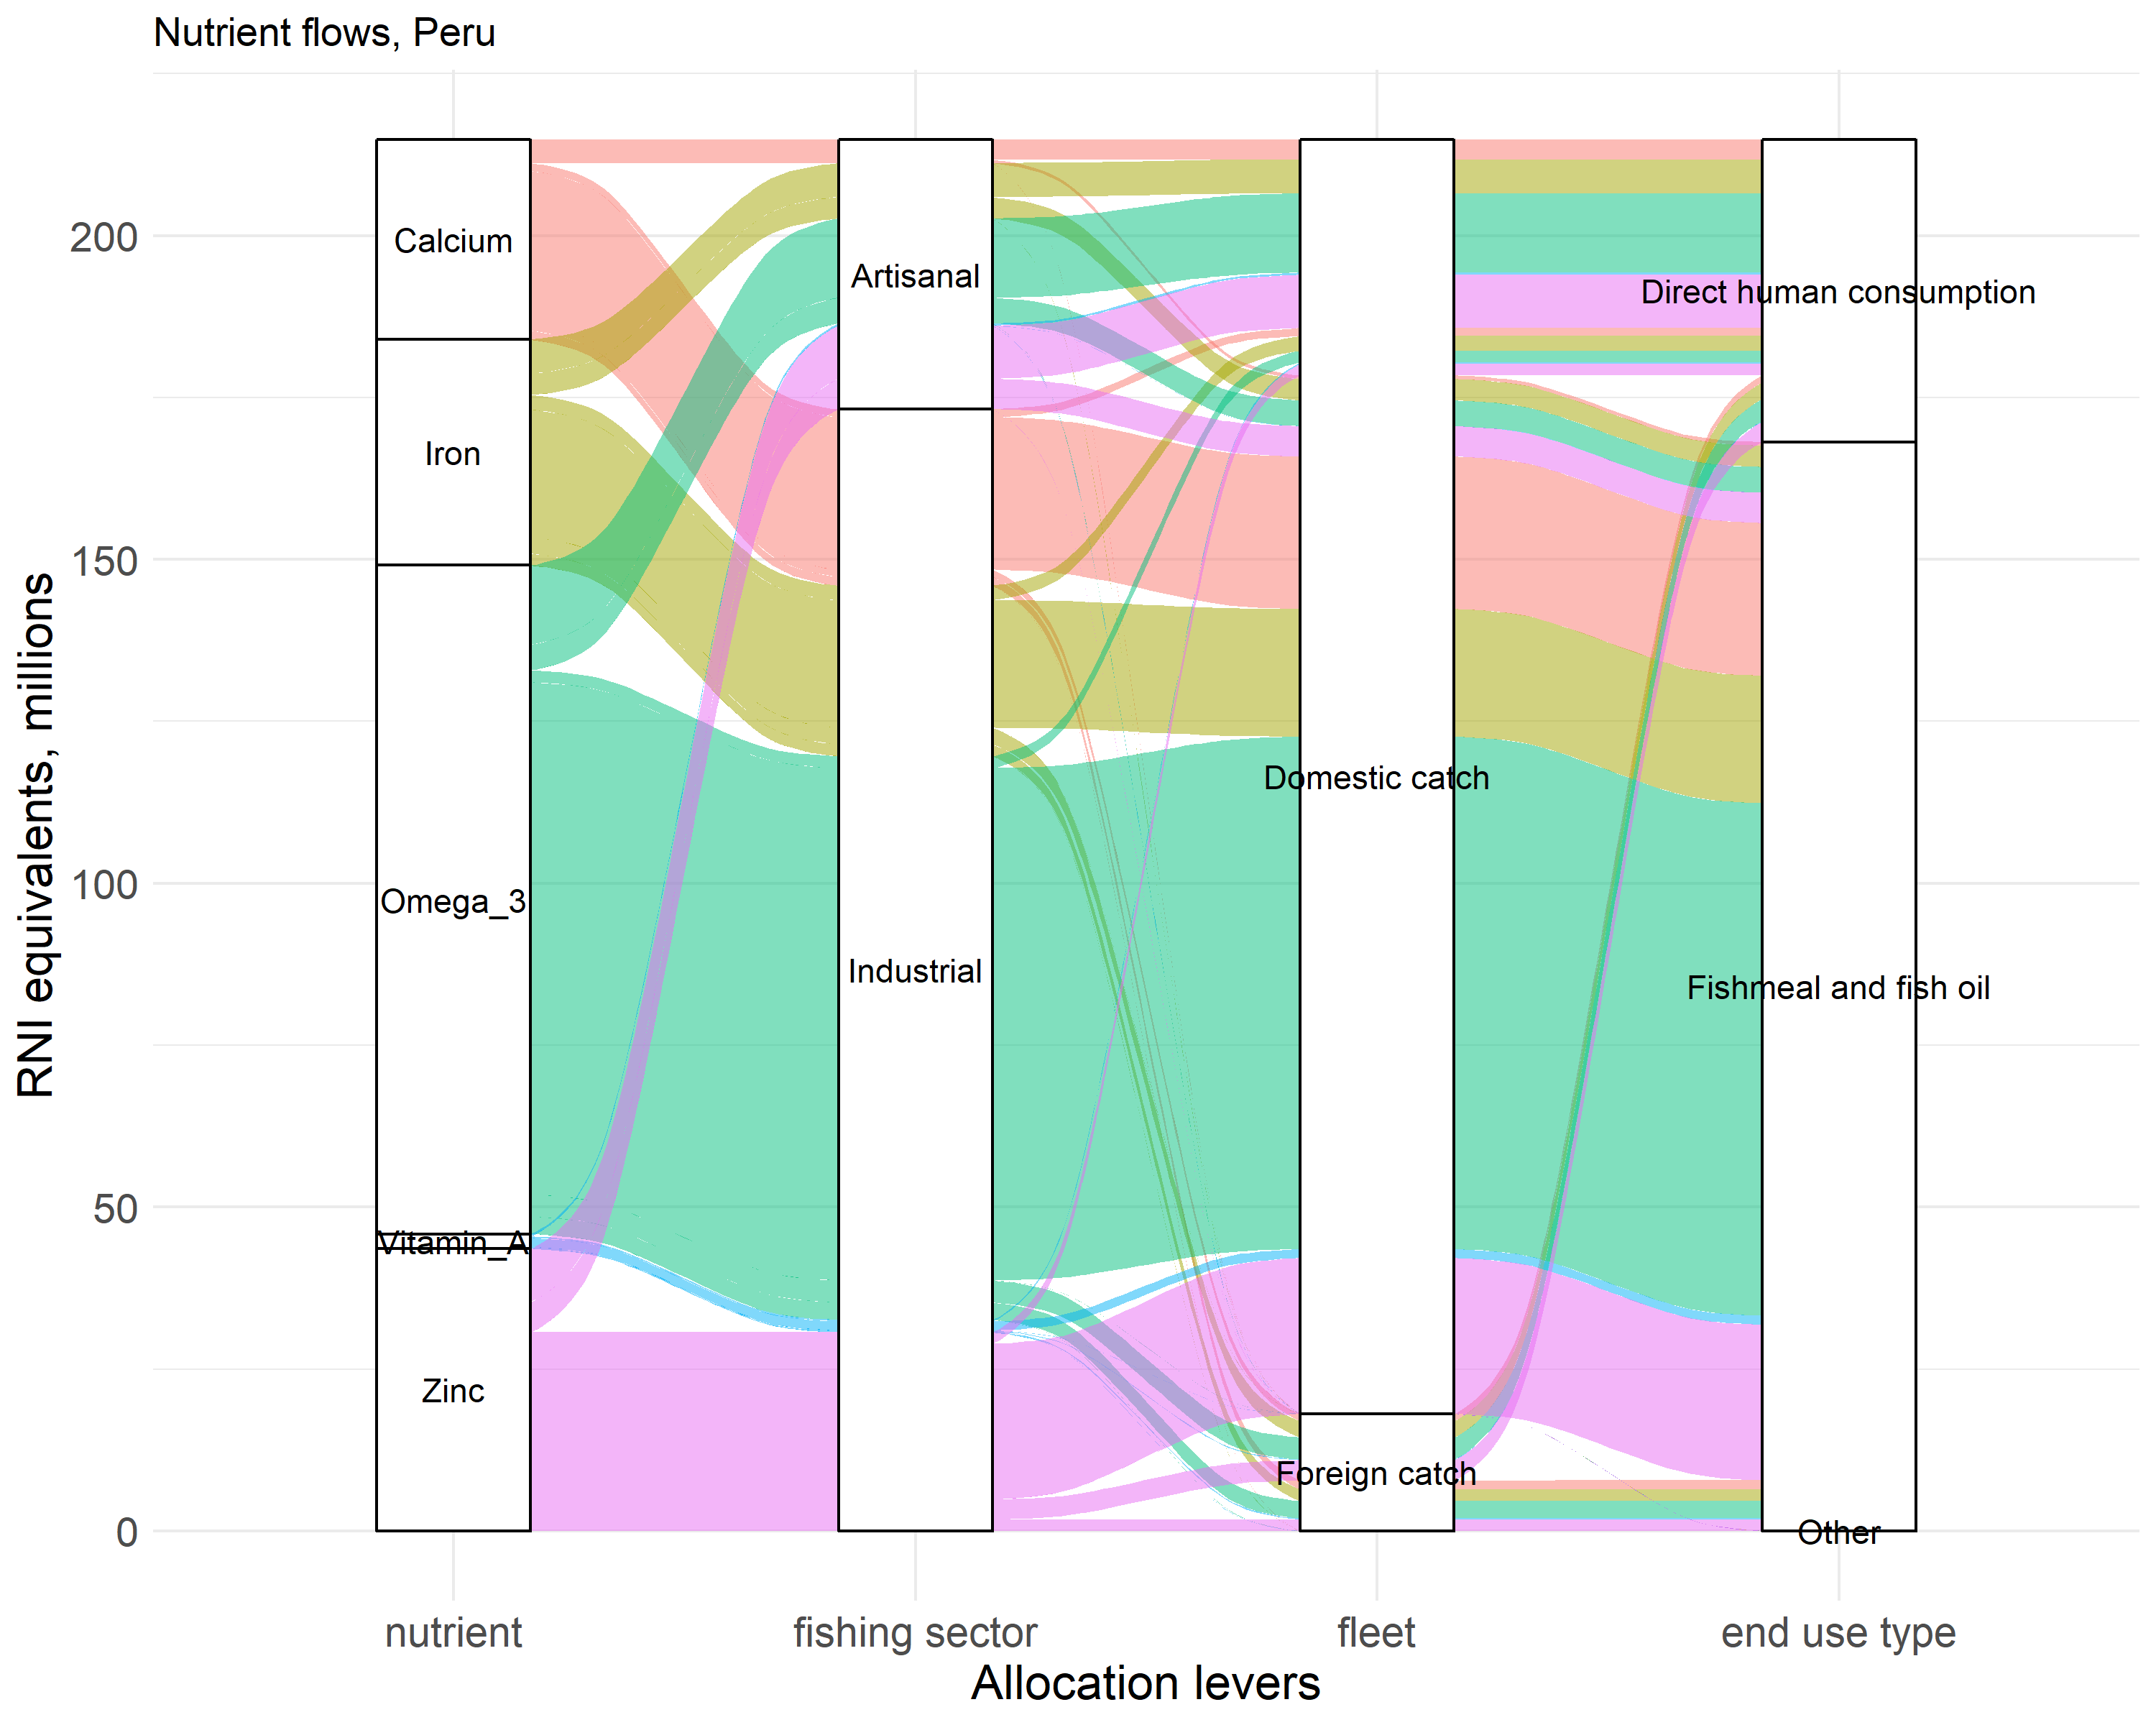 Nutrient flows, Peru
RNI equivalents, millions
200
150
100
50
0
Calcium
Iron
Omega_3
Vitamin_A
Zinc
Artisanal
Industrial
Domestic catch
Foreign catch
Direct human consumption
Fishmeal and fish oil
Other
nutrient
fishing sector
fleet
end use type
Allocation levers